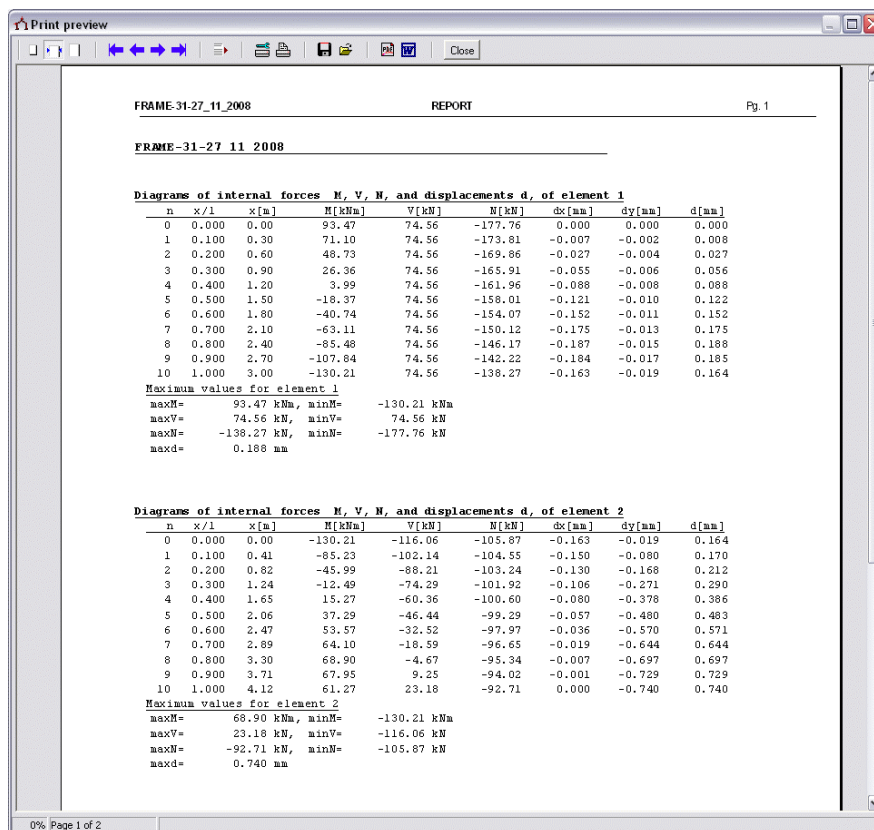 Print preview
Close
FRAME-31-27_11_2008 REPORT Pg. 1
FRAME-31-27 11 2008
Diagrams of internal forces M, V, N, and displacements d, of element 1
n x/l x[m] M[kNm] V[kN] N[kN] dx[mm] dy[mm] d[mm]
0 0.000 0.00 93.47 74.56 -177.76 0.000 0.000 0.000
1 0.100 0.30 71.10 74.56 -173.81 -0.007 -0.002 0.008
2 0.200 0.60 48.73 74.56 -169.86 -0.027 -0.004 0.027
3 0.300 0.90 26.36 74.56 -165.91 -0.055 -0.006 0.056
4 0.400 1.20 3.99 74.56 -161.96 -0.088 -0.008 0.088
5 0.500 1.50 -18.37 74.56 -158.01 -0.121 -0.010 0.122
6 0.600 1.80 -40.74 74.56 -154.07 -0.152 -0.011 0.152
7 0.700 2.10 -63.11 74.56 -150.12 -0.175 -0.013 0.175
8 0.800 2.40 -85.48 74.56 -146.17 -0.187 -0.015 0.188
9 0.900 2.70 -107.84 74.56 -142.22 -0.184 -0.017 0.185
10 1.000 3.00 -130.21 74.56 -138.27 -0.163 -0.019 0.164
Maximum values for element 1
maxM= 93.47 kNm, minM= -130.21 kNm
maxV= 74.56 kN, minV= 74.56 kN
maxN= -138.27 kN, minN= -177.76 kN
maxd= 0.188 mm
Diagrams of internal forces M, V, N, and displacements d, of element 2
n x/l x[m] M[kNm] V[kN] N[kN] dx[mm] dy[mm] d[mm]
0 0.000 0.00 -130.21 -116.06 -105.87 -0.163 -0.019 0.164
1 0.100 0.41 -85.23 -102.14 -104.55 -0.150 -0.080 0.170
2 0.200 0.82 -45.99 -88.21 -103.24 -0.130 -0.168 0.212
3 0.300 1.24 -12.49 -74.29 -101.92 -0.106 -0.271 0.290
4 0.400 1.65 15.27 -60.36 -100.60 -0.080 -0.378 0.386
5 0.500 2.06 37.29 -46.44 -99.29 -0.057 -0.480 0.483
6 0.600 2.47 53.57 -32.52 -97.97 -0.036 -0.570 0.571
7 0.700 2.89 64.10 -18.59 -96.65 -0.019 -0.644 0.644
8 0.800 3.30 68.90 -4.67 -95.34 -0.007 -0.697 0.697
9 0.900 3.71 67.95 9.25 -94.02 -0.001 -0.729 0.729
10 1.000 4.12 61.27 23.18 -92.71 0.000 -0.740 0.740
Maximum values for element 2
maxM= 68.90 kNm, minM= -130.21 kNm
maxV= 23.18 kN, minV= -116.06 kN
maxN= -92.71 kN, minN= -105.87 kN
maxd= 0.740 mm
0% Page 1 of 2